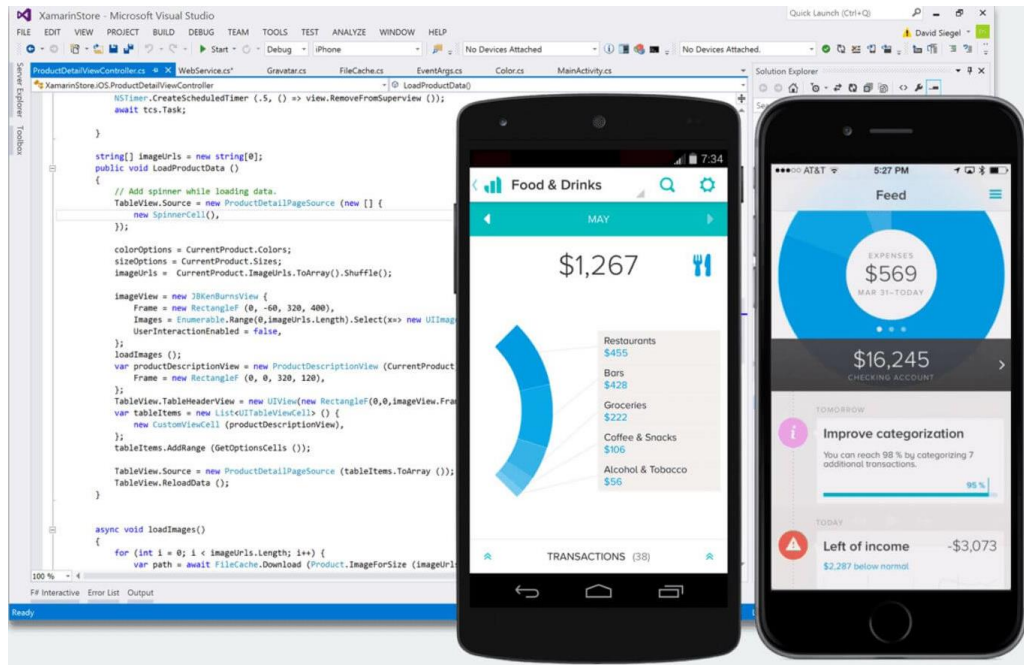 XamarinStore - Microsoft Visual Studio
Quick Launch (Ctrl+Q)
FILE EDIT VIEW PROJECT BUILD DEBUG TEAM TOOLS TEST ANALYZE WINDOW HELP
David Siegel
Start Debug iPhone No Devices Attached No Devices Attached.
Server Explorer
Toolbox
ProductDetailViewController.cs WebService.cs* Gravatar.cs FileCache.cs EventArgs.cs Color.cs MainActivity.cs
Solution Explorer
XamarinStore.iOS.ProductDetailViewController LoadProductData()
NSTimer.CreateScheduledTimer (.5, () => view.RemoveFromSuperview ());
await tcs.Task;
}
string[] imageUrls = new string[0];
public void LoadProductData ()
{
// Add spinner while loading data.
TableView.Source = new ProductDetailPageSource (new [] {
new SpinnerCell(),
});
colorOptions = CurrentProduct.Colors;
sizeOptions = CurrentProduct.Sizes;
imageUrls = CurrentProduct.ImageUrls.ToArray().Shuffle();
imageView = new JBKenBurnsView {
Frame = new RectangleF (0, -60, 320, 400),
Images = Enumerable.Range(0,imageUrls.Length).Select(x=> new UIImag
UserInteractionEnabled = false,
};
loadImages ();
var productDescriptionView = new ProductDescriptionView (CurrentProduct
Frame = new RectangleF (0, 0, 320, 120),
};
TableView.TableHeaderView = new UIView(new RectangleF(0,0,imageView.Fra
var tableItems = new List<UITableViewCell> () {
new CustomViewCell (productDescriptionView),
};
tableItems.AddRange (GetOptionsCells ());
TableView.Source = new ProductDetailPageSource (tableItems.ToArray ());
TableView.ReloadData ();
}
async void loadImages()
{
for (int i = 0; i < imageUrls.Length; i++) {
var path = await FileCache.Download (Product.ImageForSize (imageUrl
100 %
F# Interactive Error List Output
Ready
7:34
Food & Drinks
MAY
$1,267
Restaurants
$455
Bars
$428
Groceries
$222
Coffee & Snacks
$106
Alcohol & Tobacco
$56
TRANSACTIONS (38)
AT&T 5:27 PM
Feed
EXPENSES
$569
MAR 31-TODAY
$16,245
CHECKING ACCOUNT
TOMORROW
Improve categorization
You can reach 98 % by categorizing 7
additional transactions.
95 %
TODAY
Left of income -$3,073
$2,287 below normal